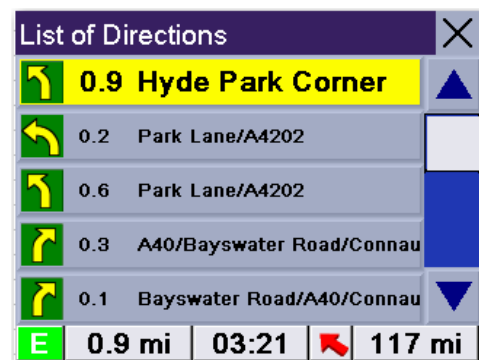 List of Directions
0.9 Hyde Park Corner
0.2 Park Lane/A4202
0.6 Park Lane/A4202
0.3 A40/Bayswater Road/Connau
0.1 Bayswater Road/A40/Connau
E 0.9 mi 03:21 117 mi